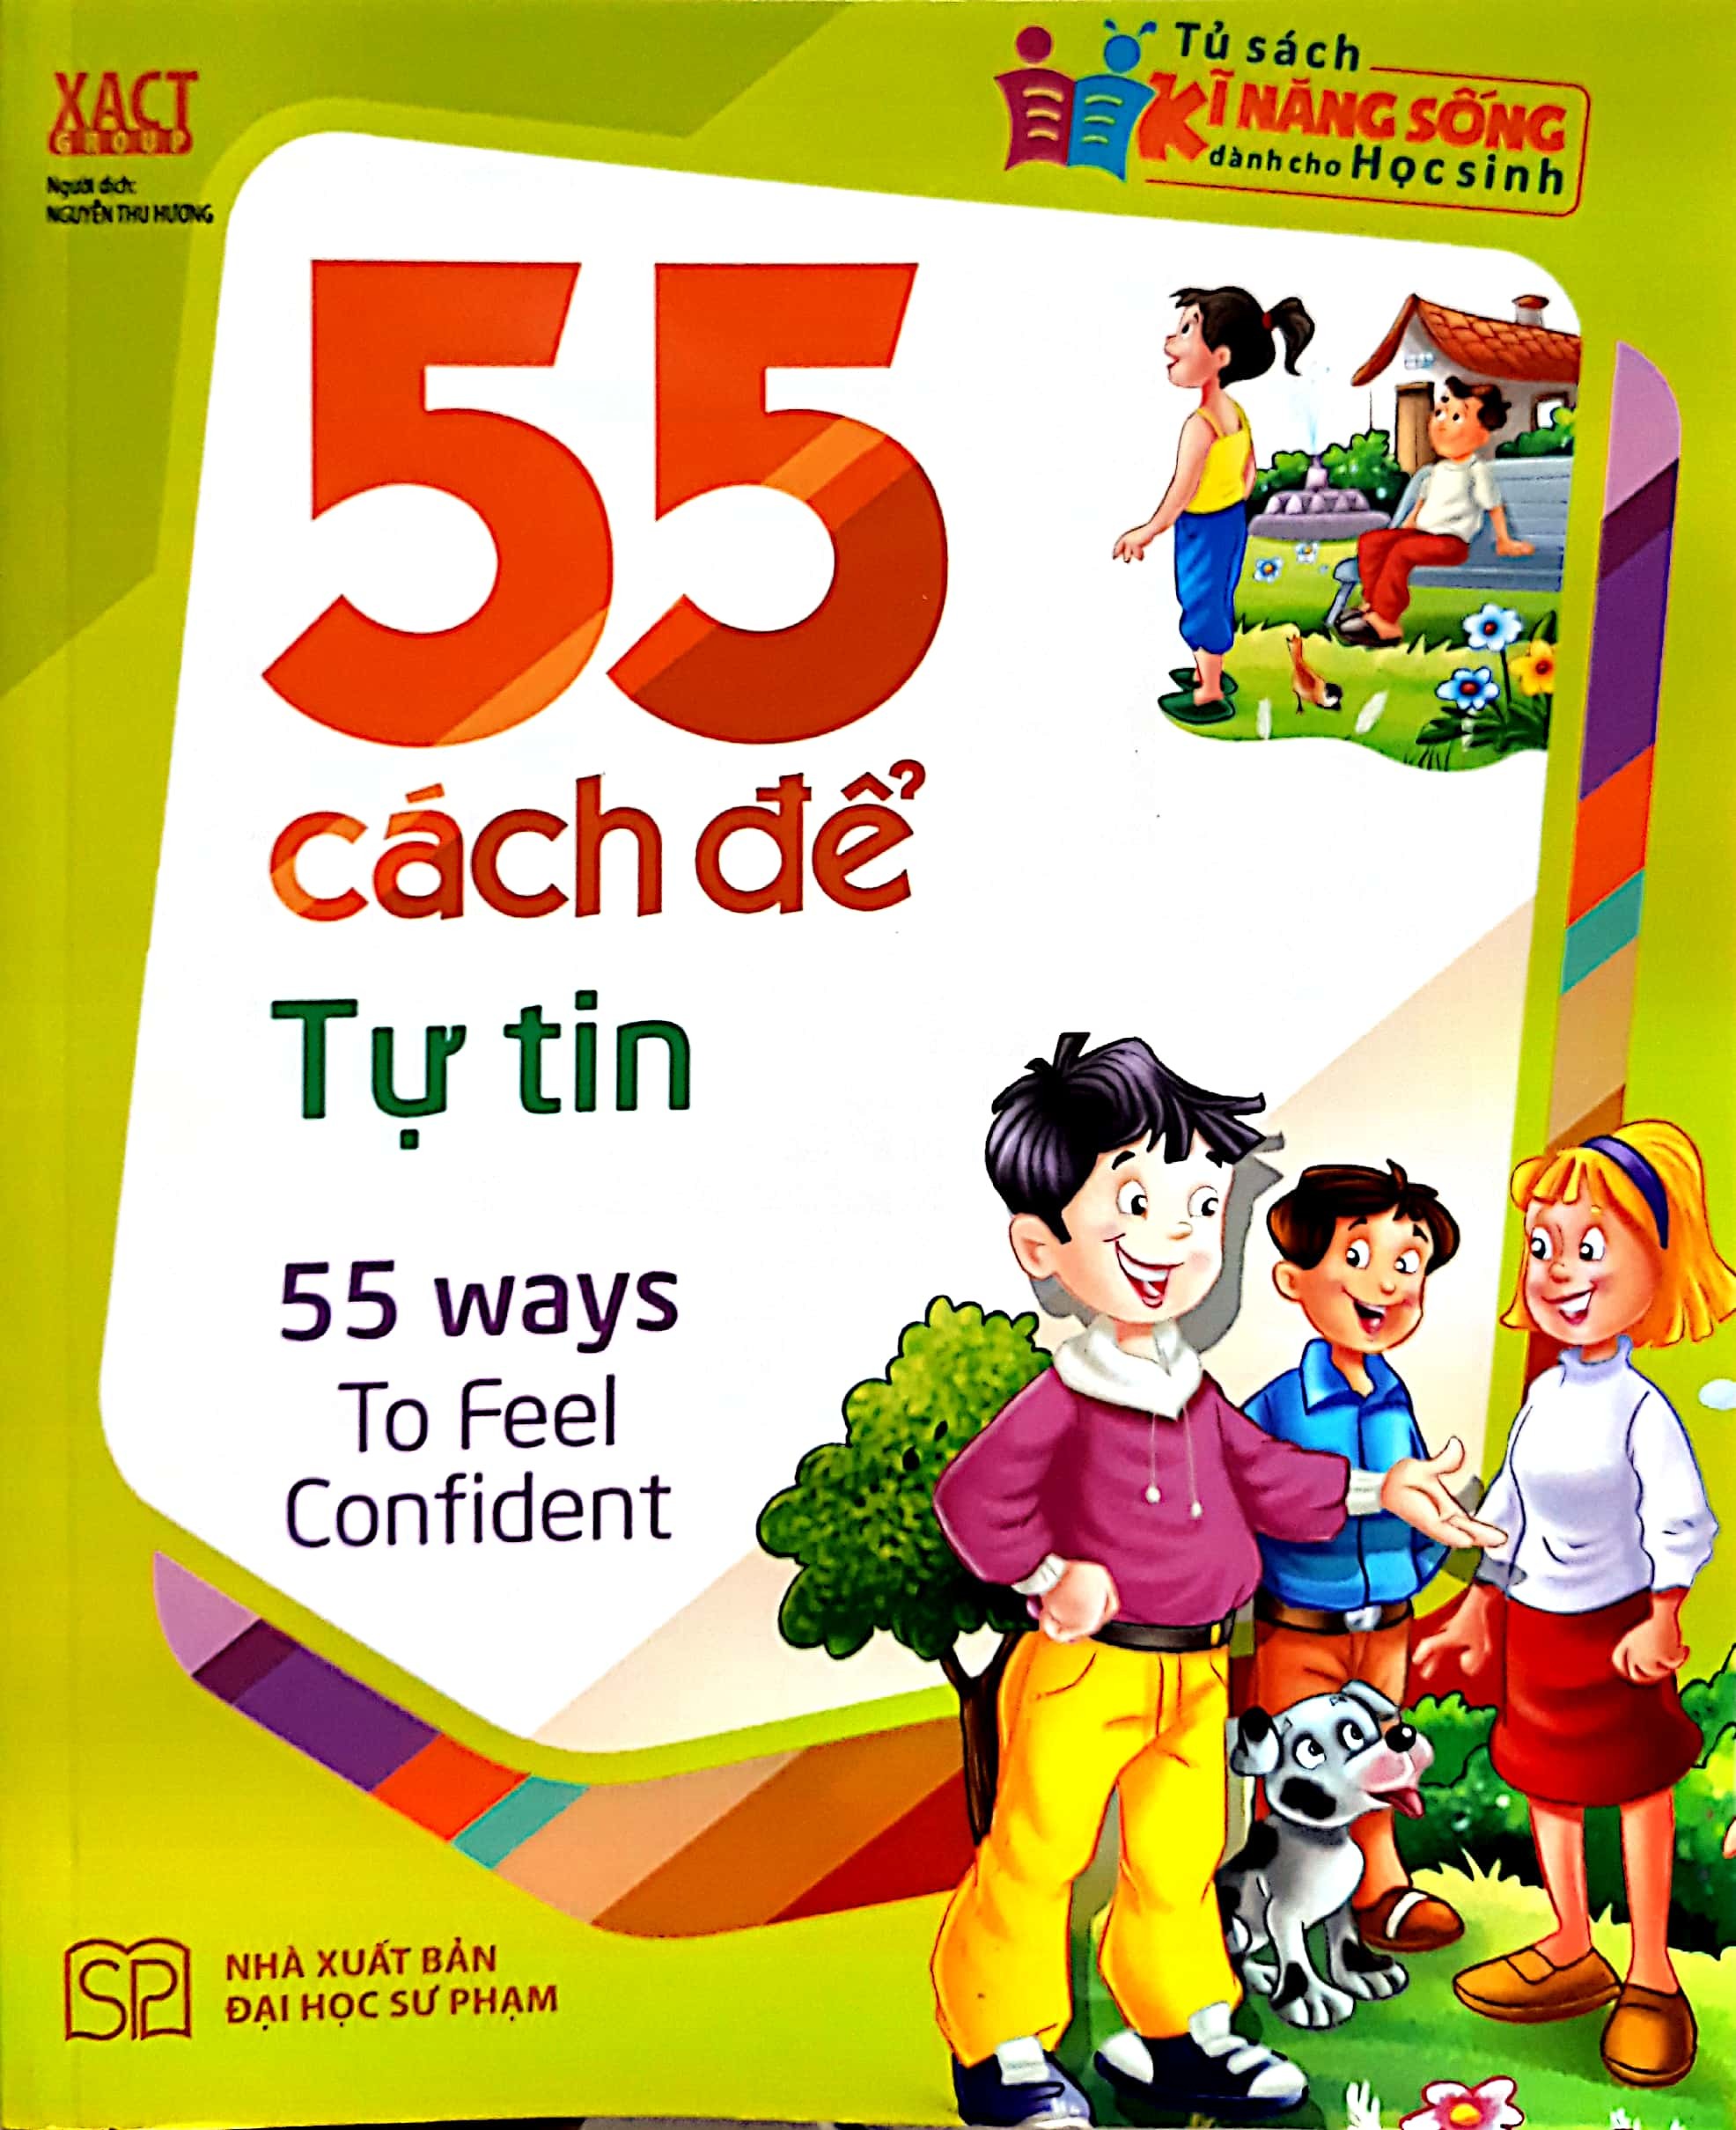 XACT
GROUP
Người dịch:
NGUYỄN THU HƯƠNG
Tủ sách
KĨ NĂNG SỐNG
dành cho Học sinh
55
cách để
Tự tin
55 ways
To Feel
Confident
SP
NHÀ XUẤT BẢN
ĐẠI HỌC SƯ PHẠM